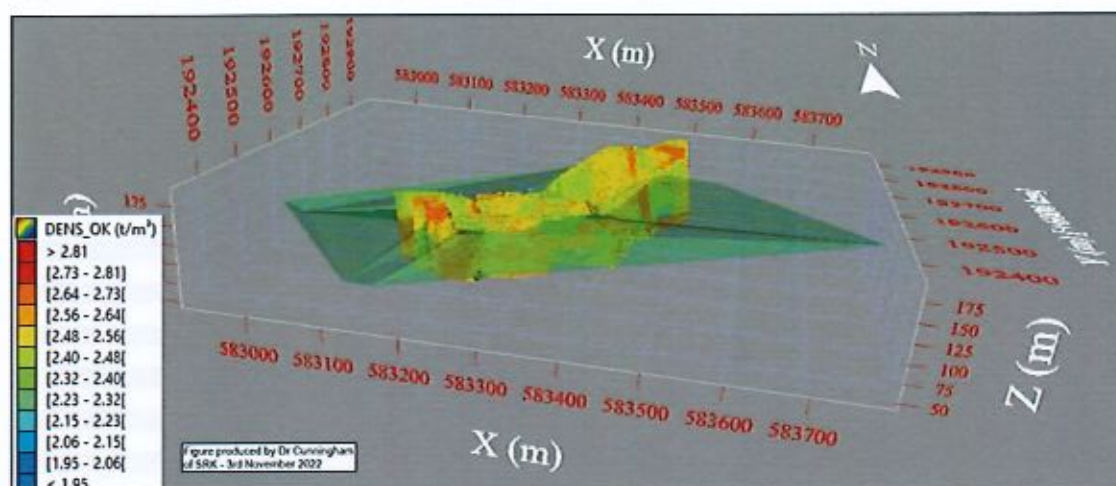 X (m)
Z
192400
192500
192600
192700
192800
192900
583000
583100
583200
583300
583400
583500
583600
583700
175
DENS_OK (t/m³)
> 2.81
[2.73 - 2.81]
[2.64 - 2.73[
[2.56 - 2.64[
[2.48 - 2.56[
[2.40 - 2.48[
[2.32 - 2.40[
[2.23 - 2.32[
[2.15 - 2.23[
[2.06 - 2.15[
[1.95 - 2.06[
< 1.95
192800
192700
192600
192500
192400
175
150
125
100
75
50
Z (m)
583000
583100
583200
583300
583400
583500
583600
583700
X (m)
Figure produced by Dr Cunningham
of SRK - 3rd November 2022